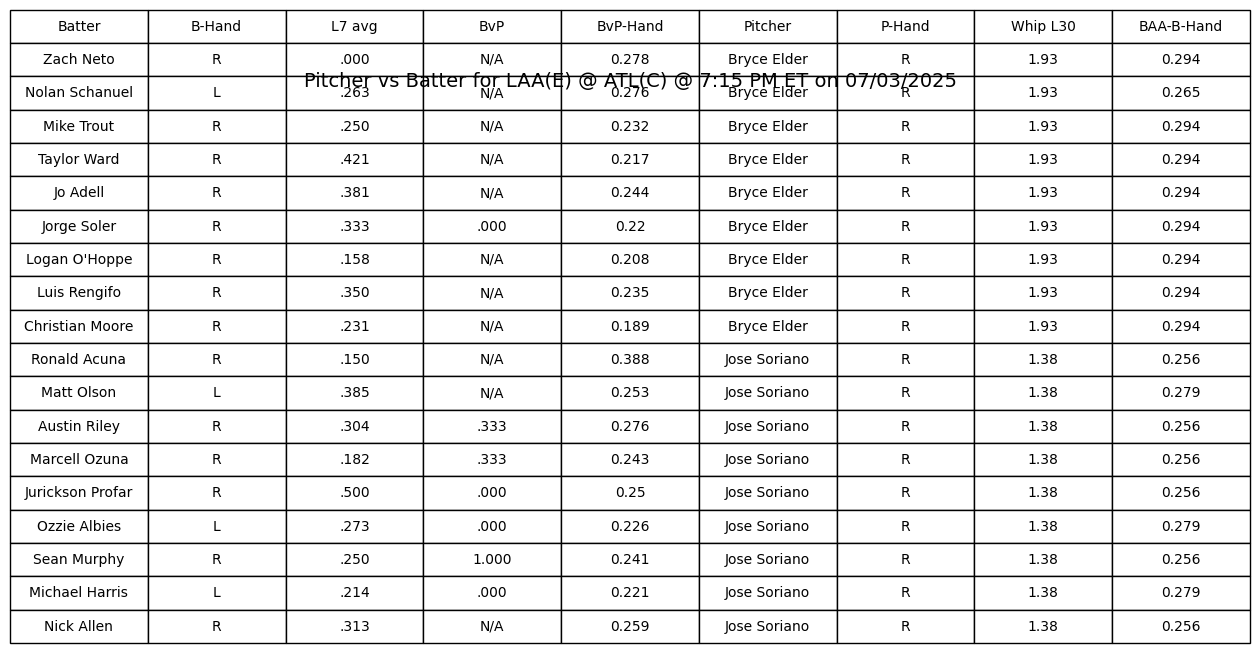 Batter B-Hand L7 avg BvP BvP-Hand Pitcher P-Hand Whip L30 BAA-B-Hand
Zach Neto R .000 N/A 0.278 Bryce Elder R 1.93 0.294
Pitcher vs Batter for LAA(E) @ ATL(C) @ 7:15 PM ET on 07/03/2025
Nolan Schanuel L .263 N/A 0.276 Bryce Elder R 1.93 0.265
Mike Trout R .250 N/A 0.232 Bryce Elder R 1.93 0.294
Taylor Ward R .421 N/A 0.217 Bryce Elder R 1.93 0.294
Jo Adell R .381 N/A 0.244 Bryce Elder R 1.93 0.294
Jorge Soler R .333 .000 0.22 Bryce Elder R 1.93 0.294
Logan O'Hoppe R .158 N/A 0.208 Bryce Elder R 1.93 0.294
Luis Rengifo R .350 N/A 0.235 Bryce Elder R 1.93 0.294
Christian Moore R .231 N/A 0.189 Bryce Elder R 1.93 0.294
Ronald Acuna R .150 N/A 0.388 Jose Soriano R 1.38 0.256
Matt Olson L .385 N/A 0.253 Jose Soriano R 1.38 0.279
Austin Riley R .304 .333 0.276 Jose Soriano R 1.38 0.256
Marcell Ozuna R .182 .333 0.243 Jose Soriano R 1.38 0.256
Jurickson Profar R .500 .000 0.25 Jose Soriano R 1.38 0.256
Ozzie Albies L .273 .000 0.226 Jose Soriano R 1.38 0.279
Sean Murphy R .250 1.000 0.241 Jose Soriano R 1.38 0.256
Michael Harris L .214 .000 0.221 Jose Soriano R 1.38 0.279
Nick Allen R .313 N/A 0.259 Jose Soriano R 1.38 0.256